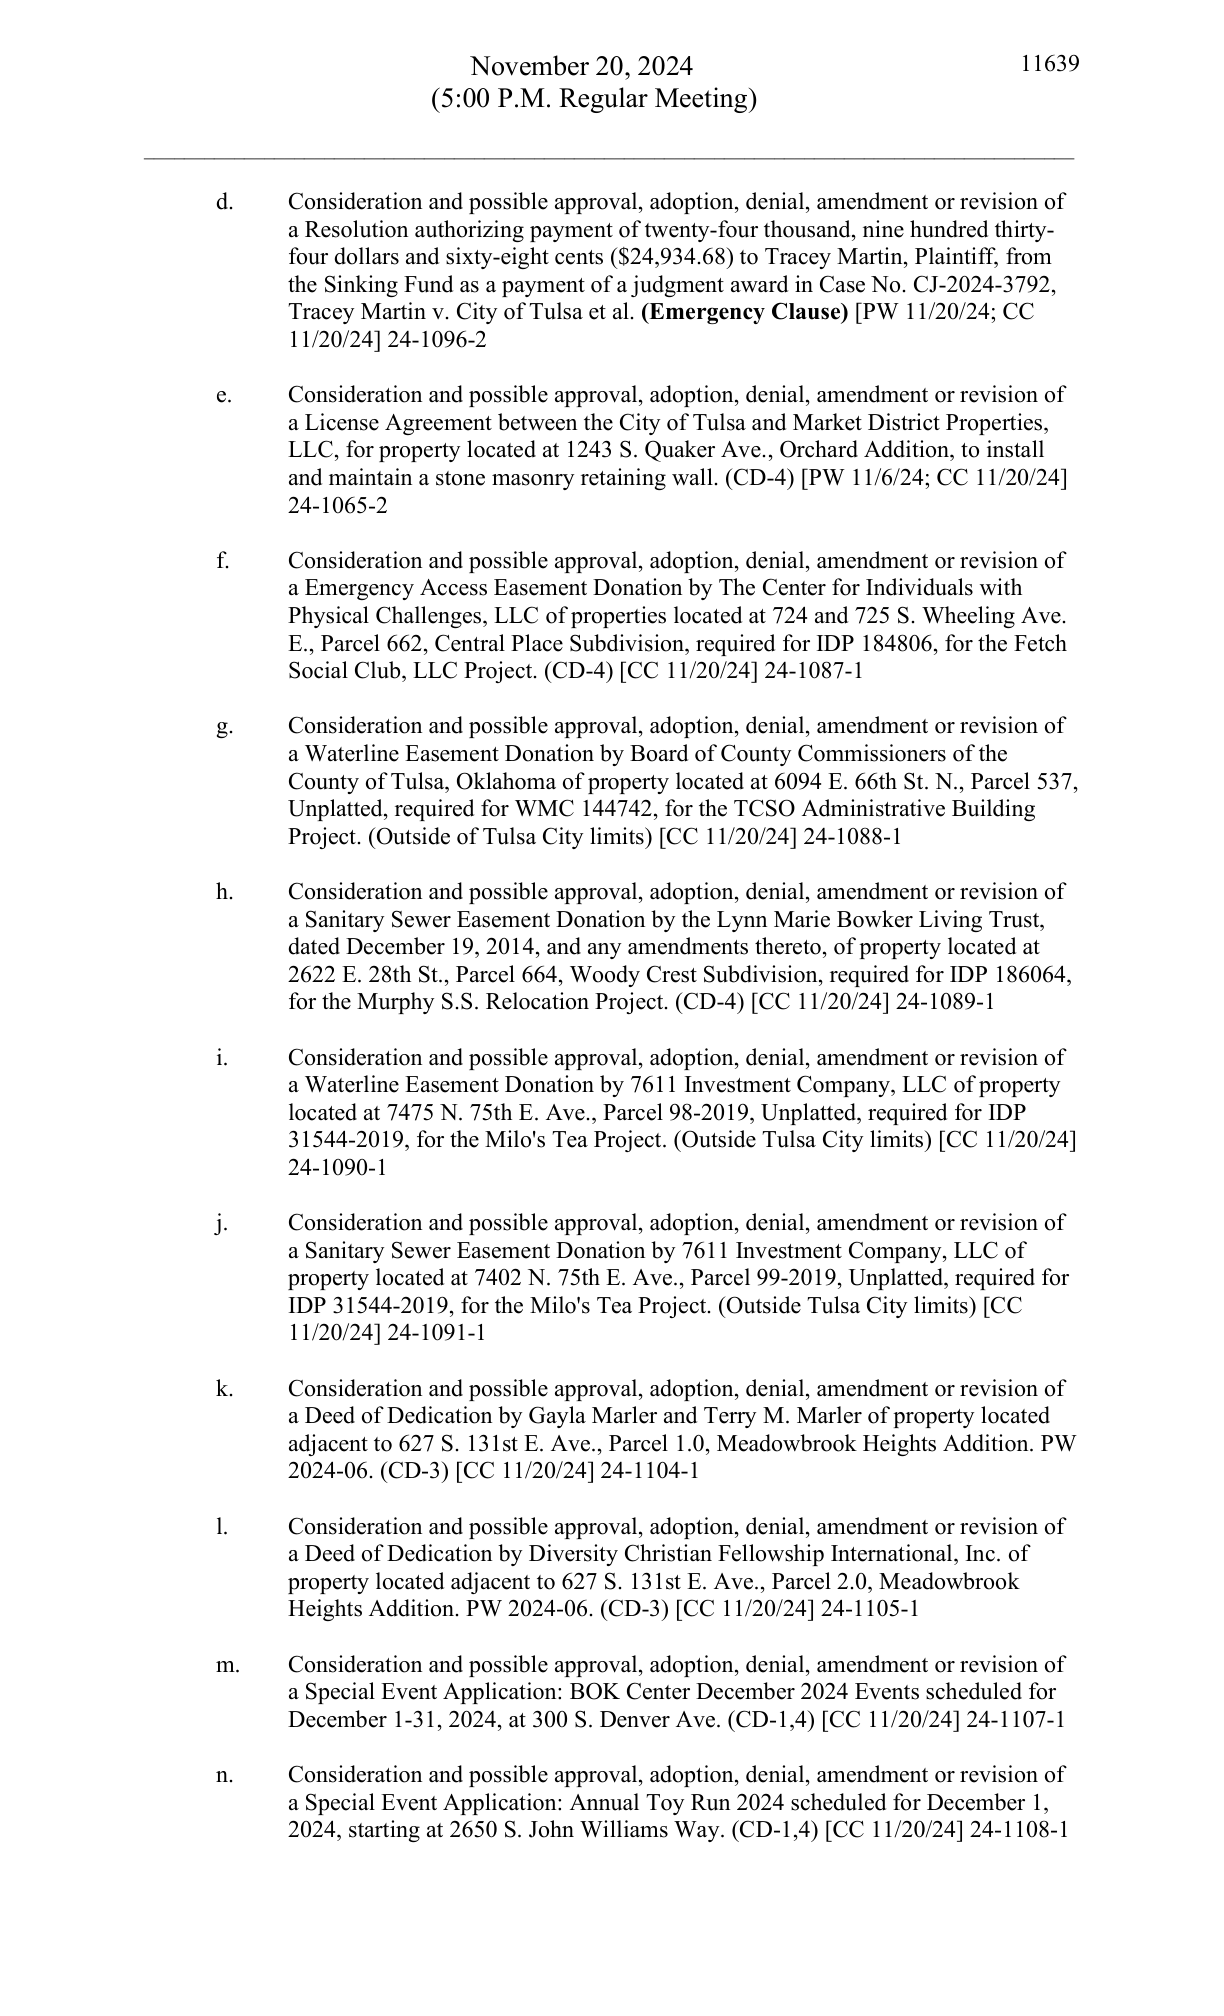 November 20, 2024
11639
(5:00 P.M. Regular Meeting)
d. Consideration and possible approval, adoption, denial, amendment or revision of
a Resolution authorizing payment of twenty-four thousand, nine hundred thirty-
four dollars and sixty-eight cents ($24,934.68) to Tracey Martin, Plaintiff, from
the Sinking Fund as a payment of a judgment award in Case No. CJ-2024-3792,
Tracey Martin v. City of Tulsa et al. (Emergency Clause) [PW 11/20/24; CC
11/20/24] 24-1096-2
e. Consideration and possible approval, adoption, denial, amendment or revision of
a License Agreement between the City of Tulsa and Market District Properties,
LLC, for property located at 1243 S. Quaker Ave., Orchard Addition, to install
and maintain a stone masonry retaining wall. (CD-4) [PW 11/6/24; CC 11/20/24]
24-1065-2
f. Consideration and possible approval, adoption, denial, amendment or revision of
a Emergency Access Easement Donation by The Center for Individuals with
Physical Challenges, LLC of properties located at 724 and 725 S. Wheeling Ave.
E., Parcel 662, Central Place Subdivision, required for IDP 184806, for the Fetch
Social Club, LLC Project. (CD-4) [CC 11/20/24] 24-1087-1
g. Consideration and possible approval, adoption, denial, amendment or revision of
a Waterline Easement Donation by Board of County Commissioners of the
County of Tulsa, Oklahoma of property located at 6094 E. 66th St. N., Parcel 537,
Unplatted, required for WMC 144742, for the TCSO Administrative Building
Project. (Outside of Tulsa City limits) [CC 11/20/24] 24-1088-1
h. Consideration and possible approval, adoption, denial, amendment or revision of
a Sanitary Sewer Easement Donation by the Lynn Marie Bowker Living Trust,
dated December 19, 2014, and any amendments thereto, of property located at
2622 E. 28th St., Parcel 664, Woody Crest Subdivision, required for IDP 186064,
for the Murphy S.S. Relocation Project. (CD-4) [CC 11/20/24] 24-1089-1
i. Consideration and possible approval, adoption, denial, amendment or revision of
a Waterline Easement Donation by 7611 Investment Company, LLC of property
located at 7475 N. 75th E. Ave., Parcel 98-2019, Unplatted, required for IDP
31544-2019, for the Milo's Tea Project. (Outside Tulsa City limits) [CC 11/20/24]
24-1090-1
j. Consideration and possible approval, adoption, denial, amendment or revision of
a Sanitary Sewer Easement Donation by 7611 Investment Company, LLC of
property located at 7402 N. 75th E. Ave., Parcel 99-2019, Unplatted, required for
IDP 31544-2019, for the Milo's Tea Project. (Outside Tulsa City limits) [CC
11/20/24] 24-1091-1
k. Consideration and possible approval, adoption, denial, amendment or revision of
a Deed of Dedication by Gayla Marler and Terry M. Marler of property located
adjacent to 627 S. 131st E. Ave., Parcel 1.0, Meadowbrook Heights Addition. PW
2024-06. (CD-3) [CC 11/20/24] 24-1104-1
l. Consideration and possible approval, adoption, denial, amendment or revision of
a Deed of Dedication by Diversity Christian Fellowship International, Inc. of
property located adjacent to 627 S. 131st E. Ave., Parcel 2.0, Meadowbrook
Heights Addition. PW 2024-06. (CD-3) [CC 11/20/24] 24-1105-1
m. Consideration and possible approval, adoption, denial, amendment or revision of
a Special Event Application: BOK Center December 2024 Events scheduled for
December 1-31, 2024, at 300 S. Denver Ave. (CD-1,4) [CC 11/20/24] 24-1107-1
n. Consideration and possible approval, adoption, denial, amendment or revision of
a Special Event Application: Annual Toy Run 2024 scheduled for December 1,
2024, starting at 2650 S. John Williams Way. (CD-1,4) [CC 11/20/24] 24-1108-1